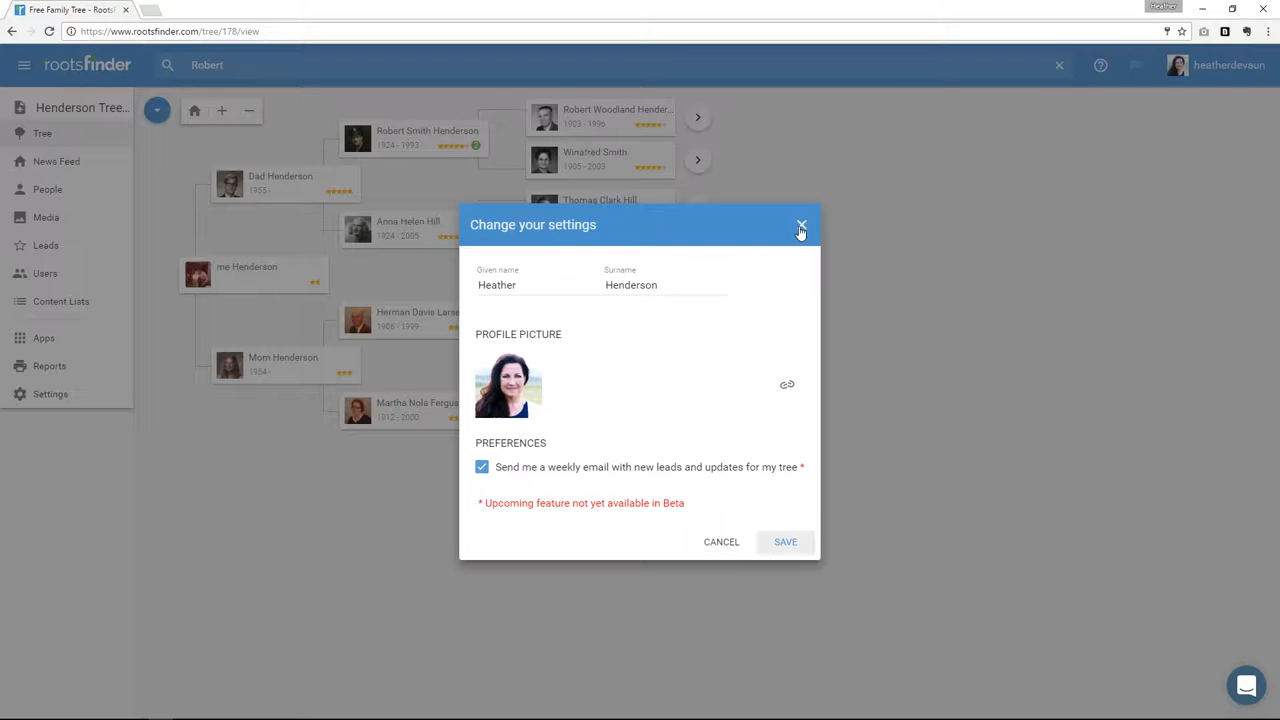 Free Family Tree - Roots
Heather
https://www.rootsfinder.com/tree/178/view
rootsfinder
Robert
heatherdevaun
Henderson Tree...
Tree
News Feed
People
Media
Leads
Users
Content Lists
Apps
Reports
Settings
Robert Woodland Hender...
1903 - 1996
Robert Smith Henderson
1924 - 1993
2
Winatred Smith
1905 - 2003
Dad Henderson
1955 -
Thomas Clark Hill
Anna Helen Hill
1924 - 2005
me Henderson
Herman Davis Larse
1906 - 1999
Mom Henderson
1954 -
Martha Nola Fergu
1912 - 2000
Change your settings
Given name
Surname
Heather
Henderson
PROFILE PICTURE
PREFERENCES
Send me a weekly email with new leads and updates for my tree *
* Upcoming feature not yet available in Beta
CANCEL
SAVE